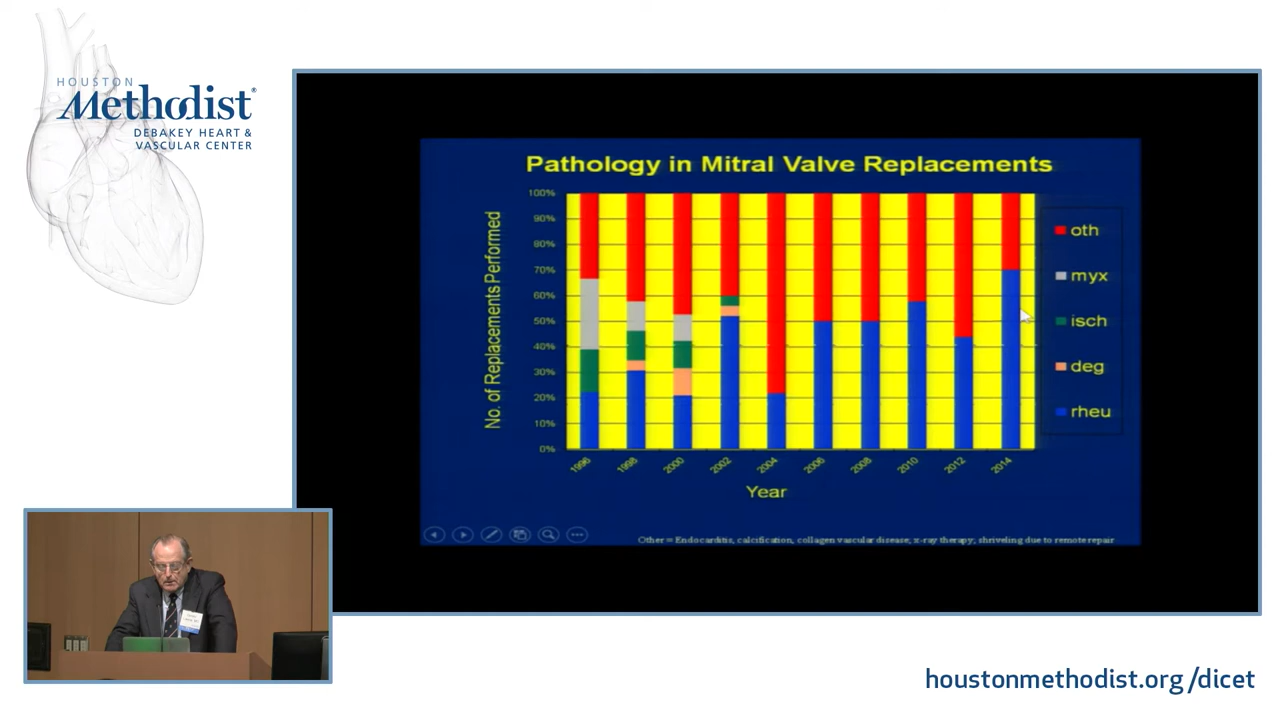 HOUSTON
Methodist®
DEBAKEY HEART &
VASCULAR CENTER
Pathology in Mitral Valve Replacements
No. of Replacements Performed
100%
90%
80%
70%
60%
50%
40%
30%
20%
10%
0%
1996 1998 2000 2002 2004 2006 2008 2010 2012 2014
Year
oth
myx
isch
deg
rheu
Other = Endocarditis, calcification, collagen vascular disease, x-ray therapy; shriveling due to remote repair
houstonmethodist.org/dicet